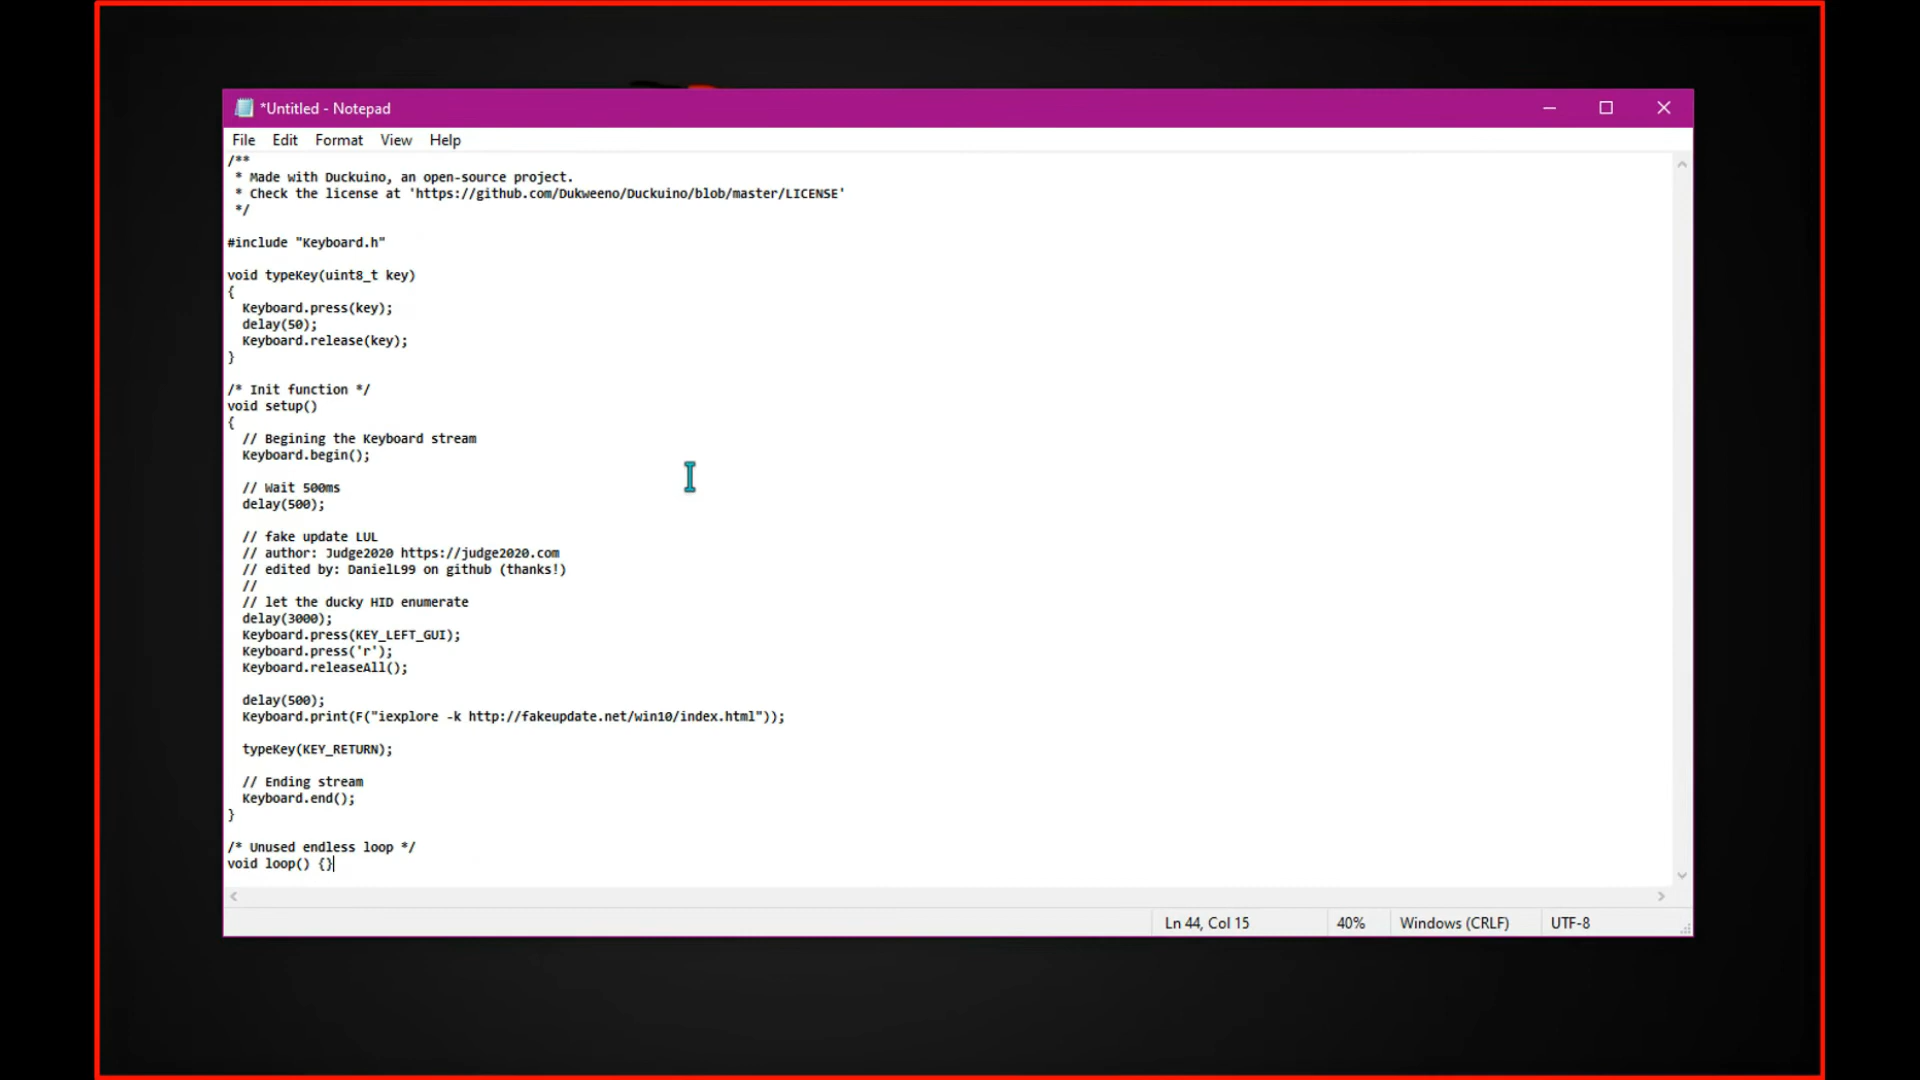 *Untitled - Notepad
File Edit Format View Help
/**
* Made with Duckuino, an open-source project.
* Check the license at 'https://github.com/Dukweeno/Duckuino/blob/master/LICENSE'
*/
#include "Keyboard.h"
void typeKey(uint8_t key)
{
Keyboard.press(key);
delay(50);
Keyboard.release(key);
}
/* Init function */
void setup()
{
// Begining the Keyboard stream
Keyboard.begin();
// Wait 500ms
delay(500);
// fake update LUL
// author: Judge2020 https://judge2020.com
// edited by: DanielL99 on github (thanks!)
//
// let the ducky HID enumerate
delay(3000);
Keyboard.press(KEY_LEFT_GUI);
Keyboard.press('r');
Keyboard.releaseAll();
delay(500);
Keyboard.print(F("iexplore -k http://fakeupdate.net/win10/index.html"));
typeKey(KEY_RETURN);
// Ending stream
Keyboard.end();
}
/* Unused endless loop */
void loop() {}
Ln 44, Col 15 40% Windows (CRLF) UTF-8